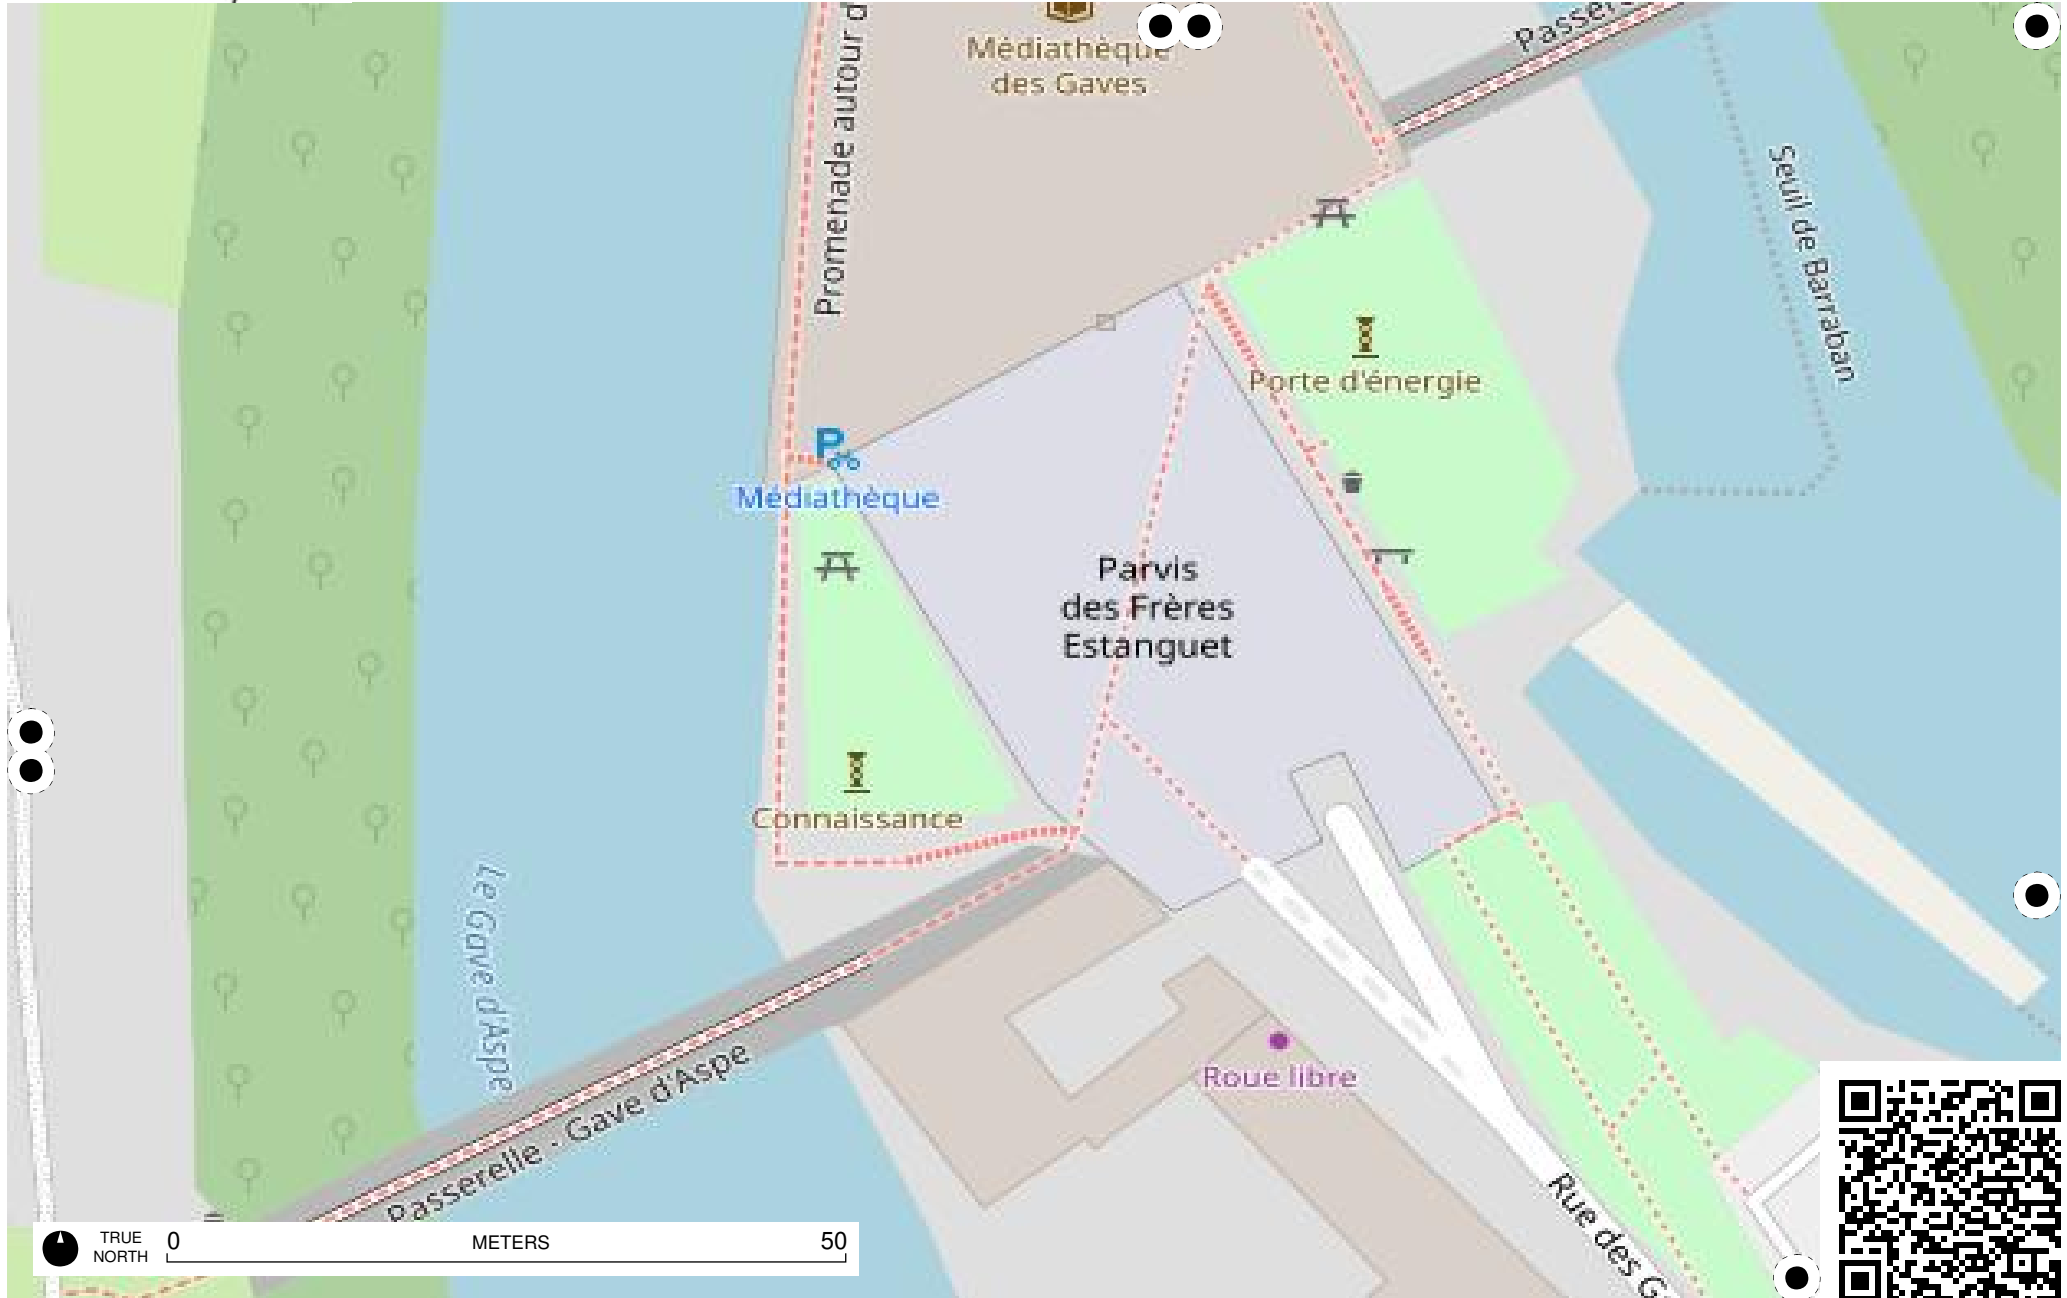 Médiathèque
des Gaves
Passer
Promenade autour d
Seuil de Barraban
Porte d'énergie
Médiathèque
Parvis
des Frères
Estanguet
Connaissance
Le Gave d'Aspe
Passerelle - Gave d'Aspe
Roue libre
Rue des G
TRUE
NORTH
0 METERS 50